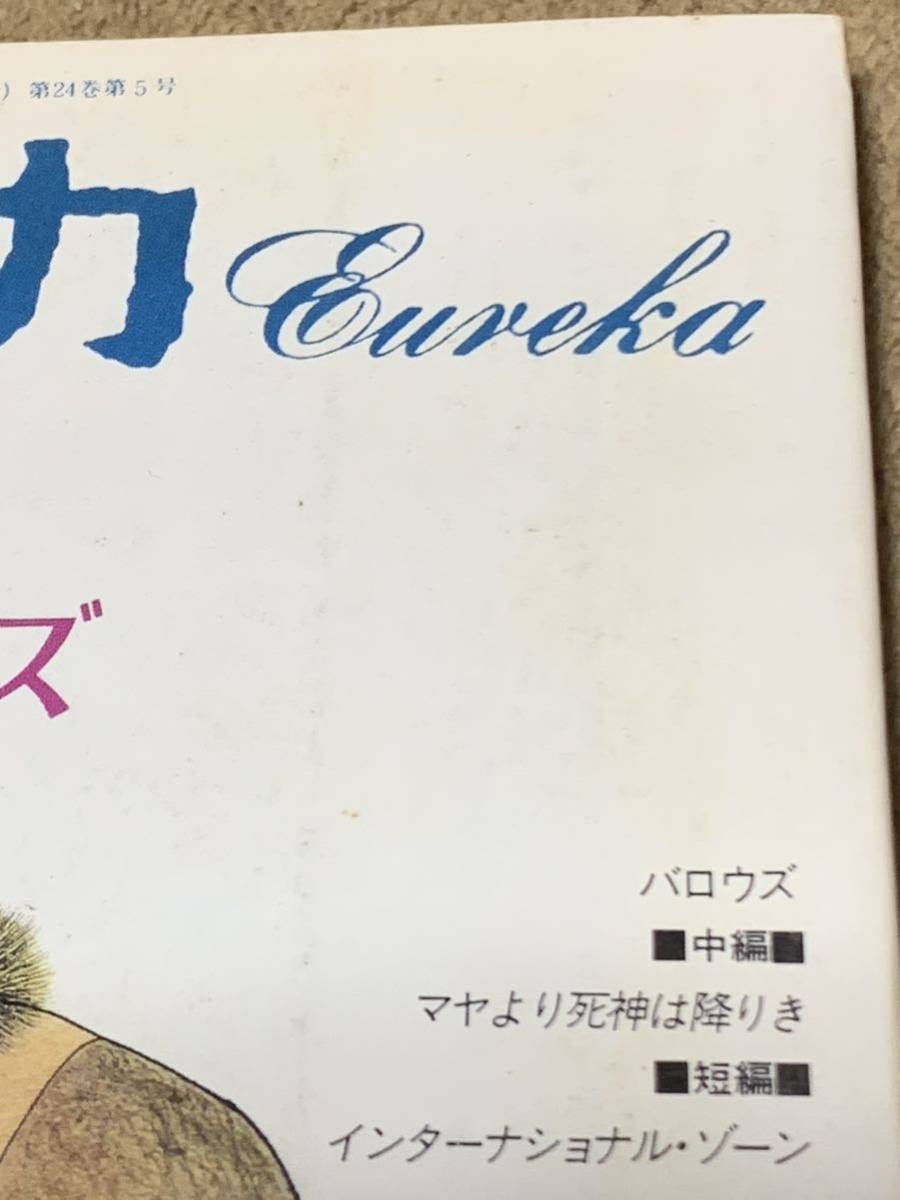 ) 第24巻第5号
カ Eureka
ズ
バロウズ
■中編■
マヤより死神は降りき
■短編■
インターナショナル・ゾーン